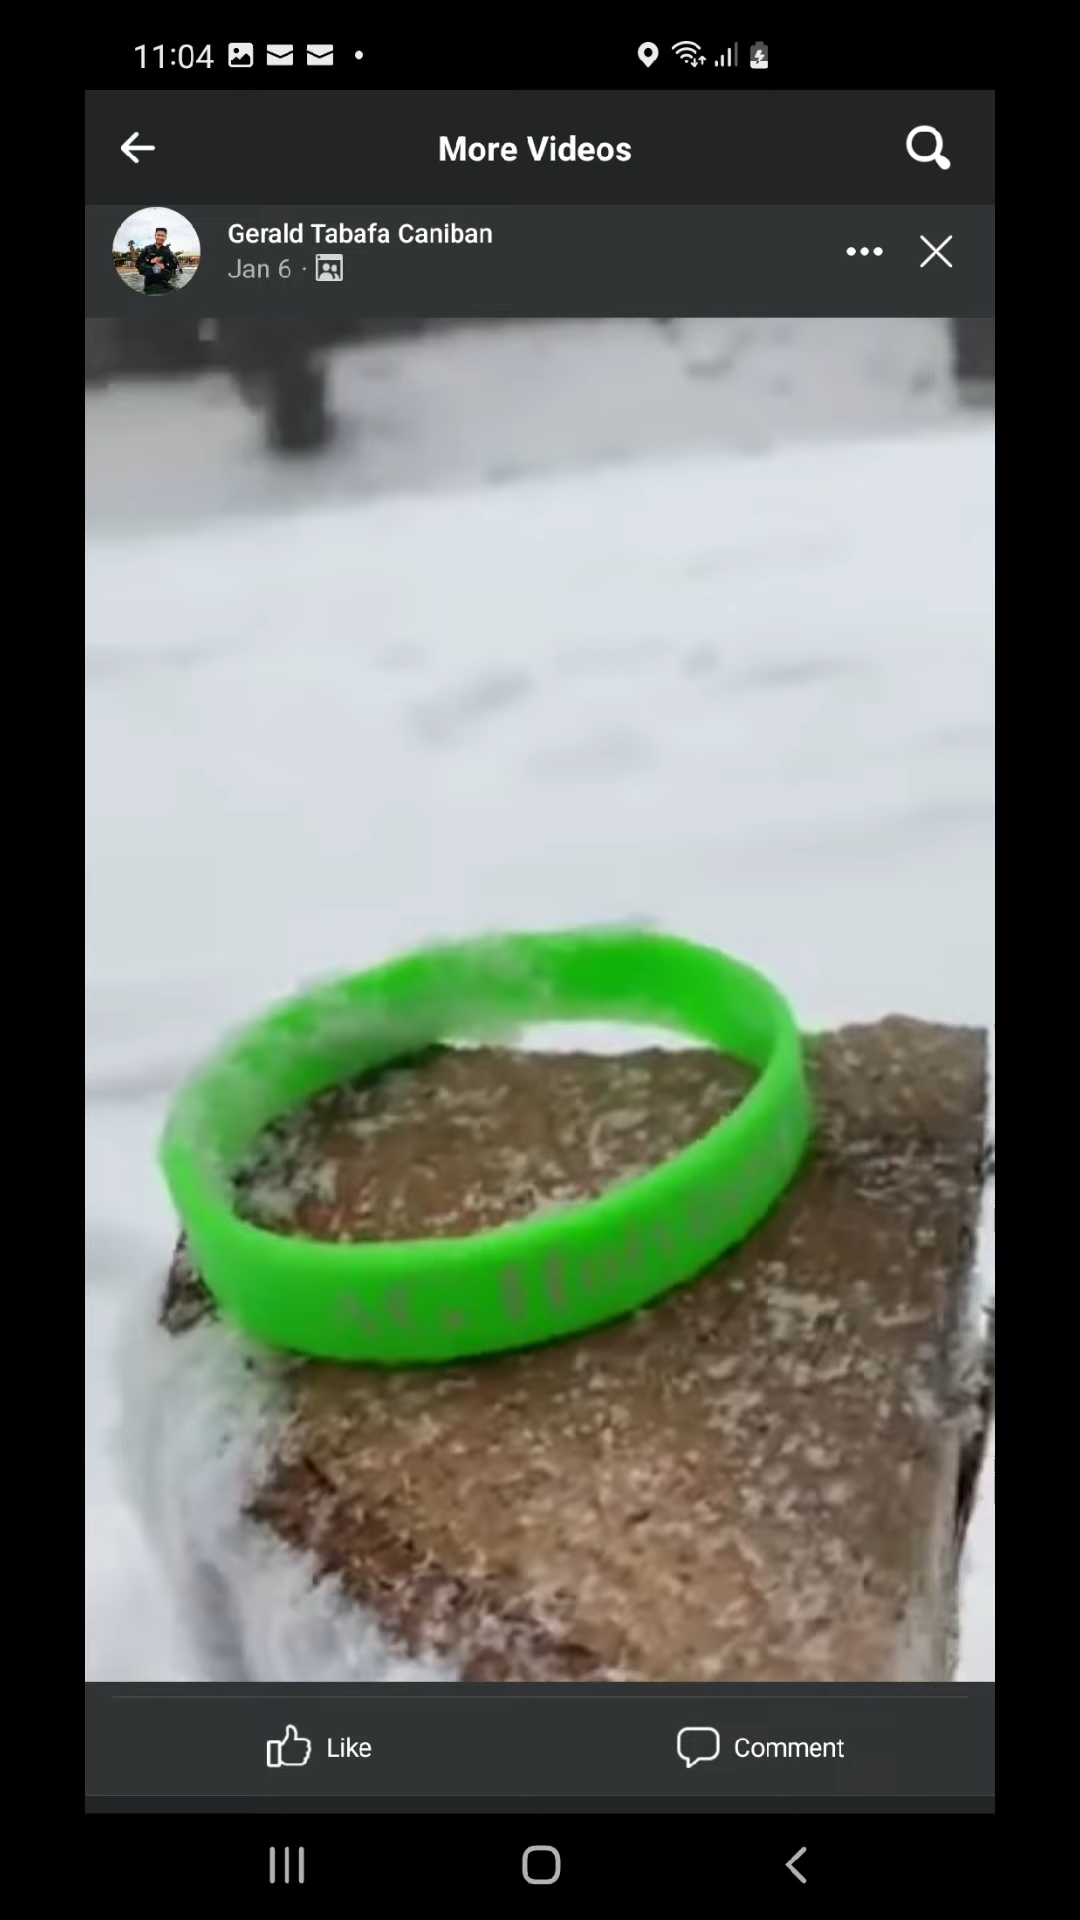 11:04
More Videos
Gerald Tabafa Caniban
Jan 6 ·
Like
Comment